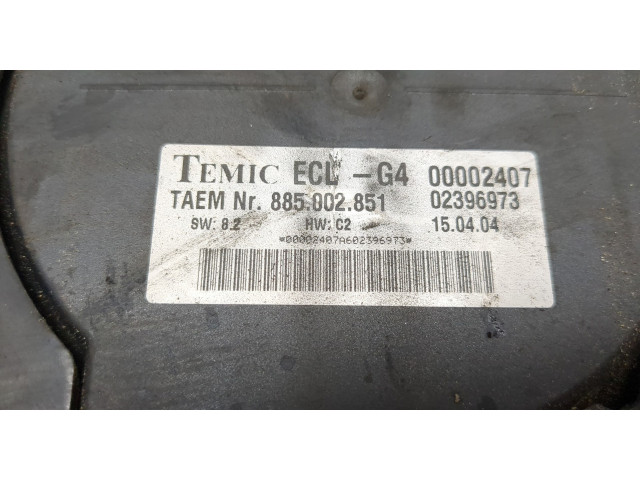 TEMIC ECL -G4 00002407
TAEM Nr. 885.002.851 02396973
SW: 8.2 HW: C2 15.04.04
*00002407A602396973*